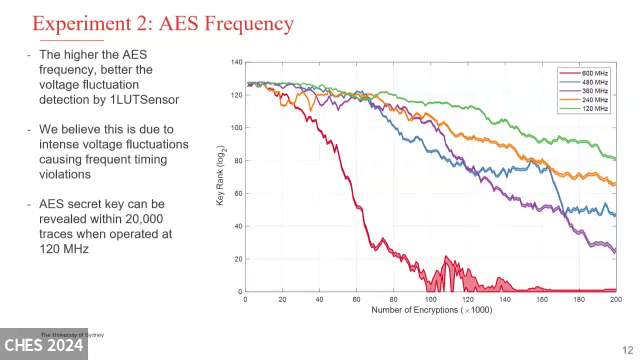 Experiment 2: AES Frequency
- The higher the AES
frequency, better the
voltage fluctuation
detection by 1LUTSensor
- We believe this is due to
intense voltage fluctuations
causing frequent timing
violations
- AES secret key can be
revealed within 20,000
traces when operated at
120 MHz
140
120
100
80
60
40
20
0
Key Rank (log2)
0 20 40 60 80 100 120 140 160 180 200
Number of Encryptions (×1000)
600 MHz
480 MHz
360 MHz
240 MHz
120 MHz
The University of Sydney
CHES 2024
12